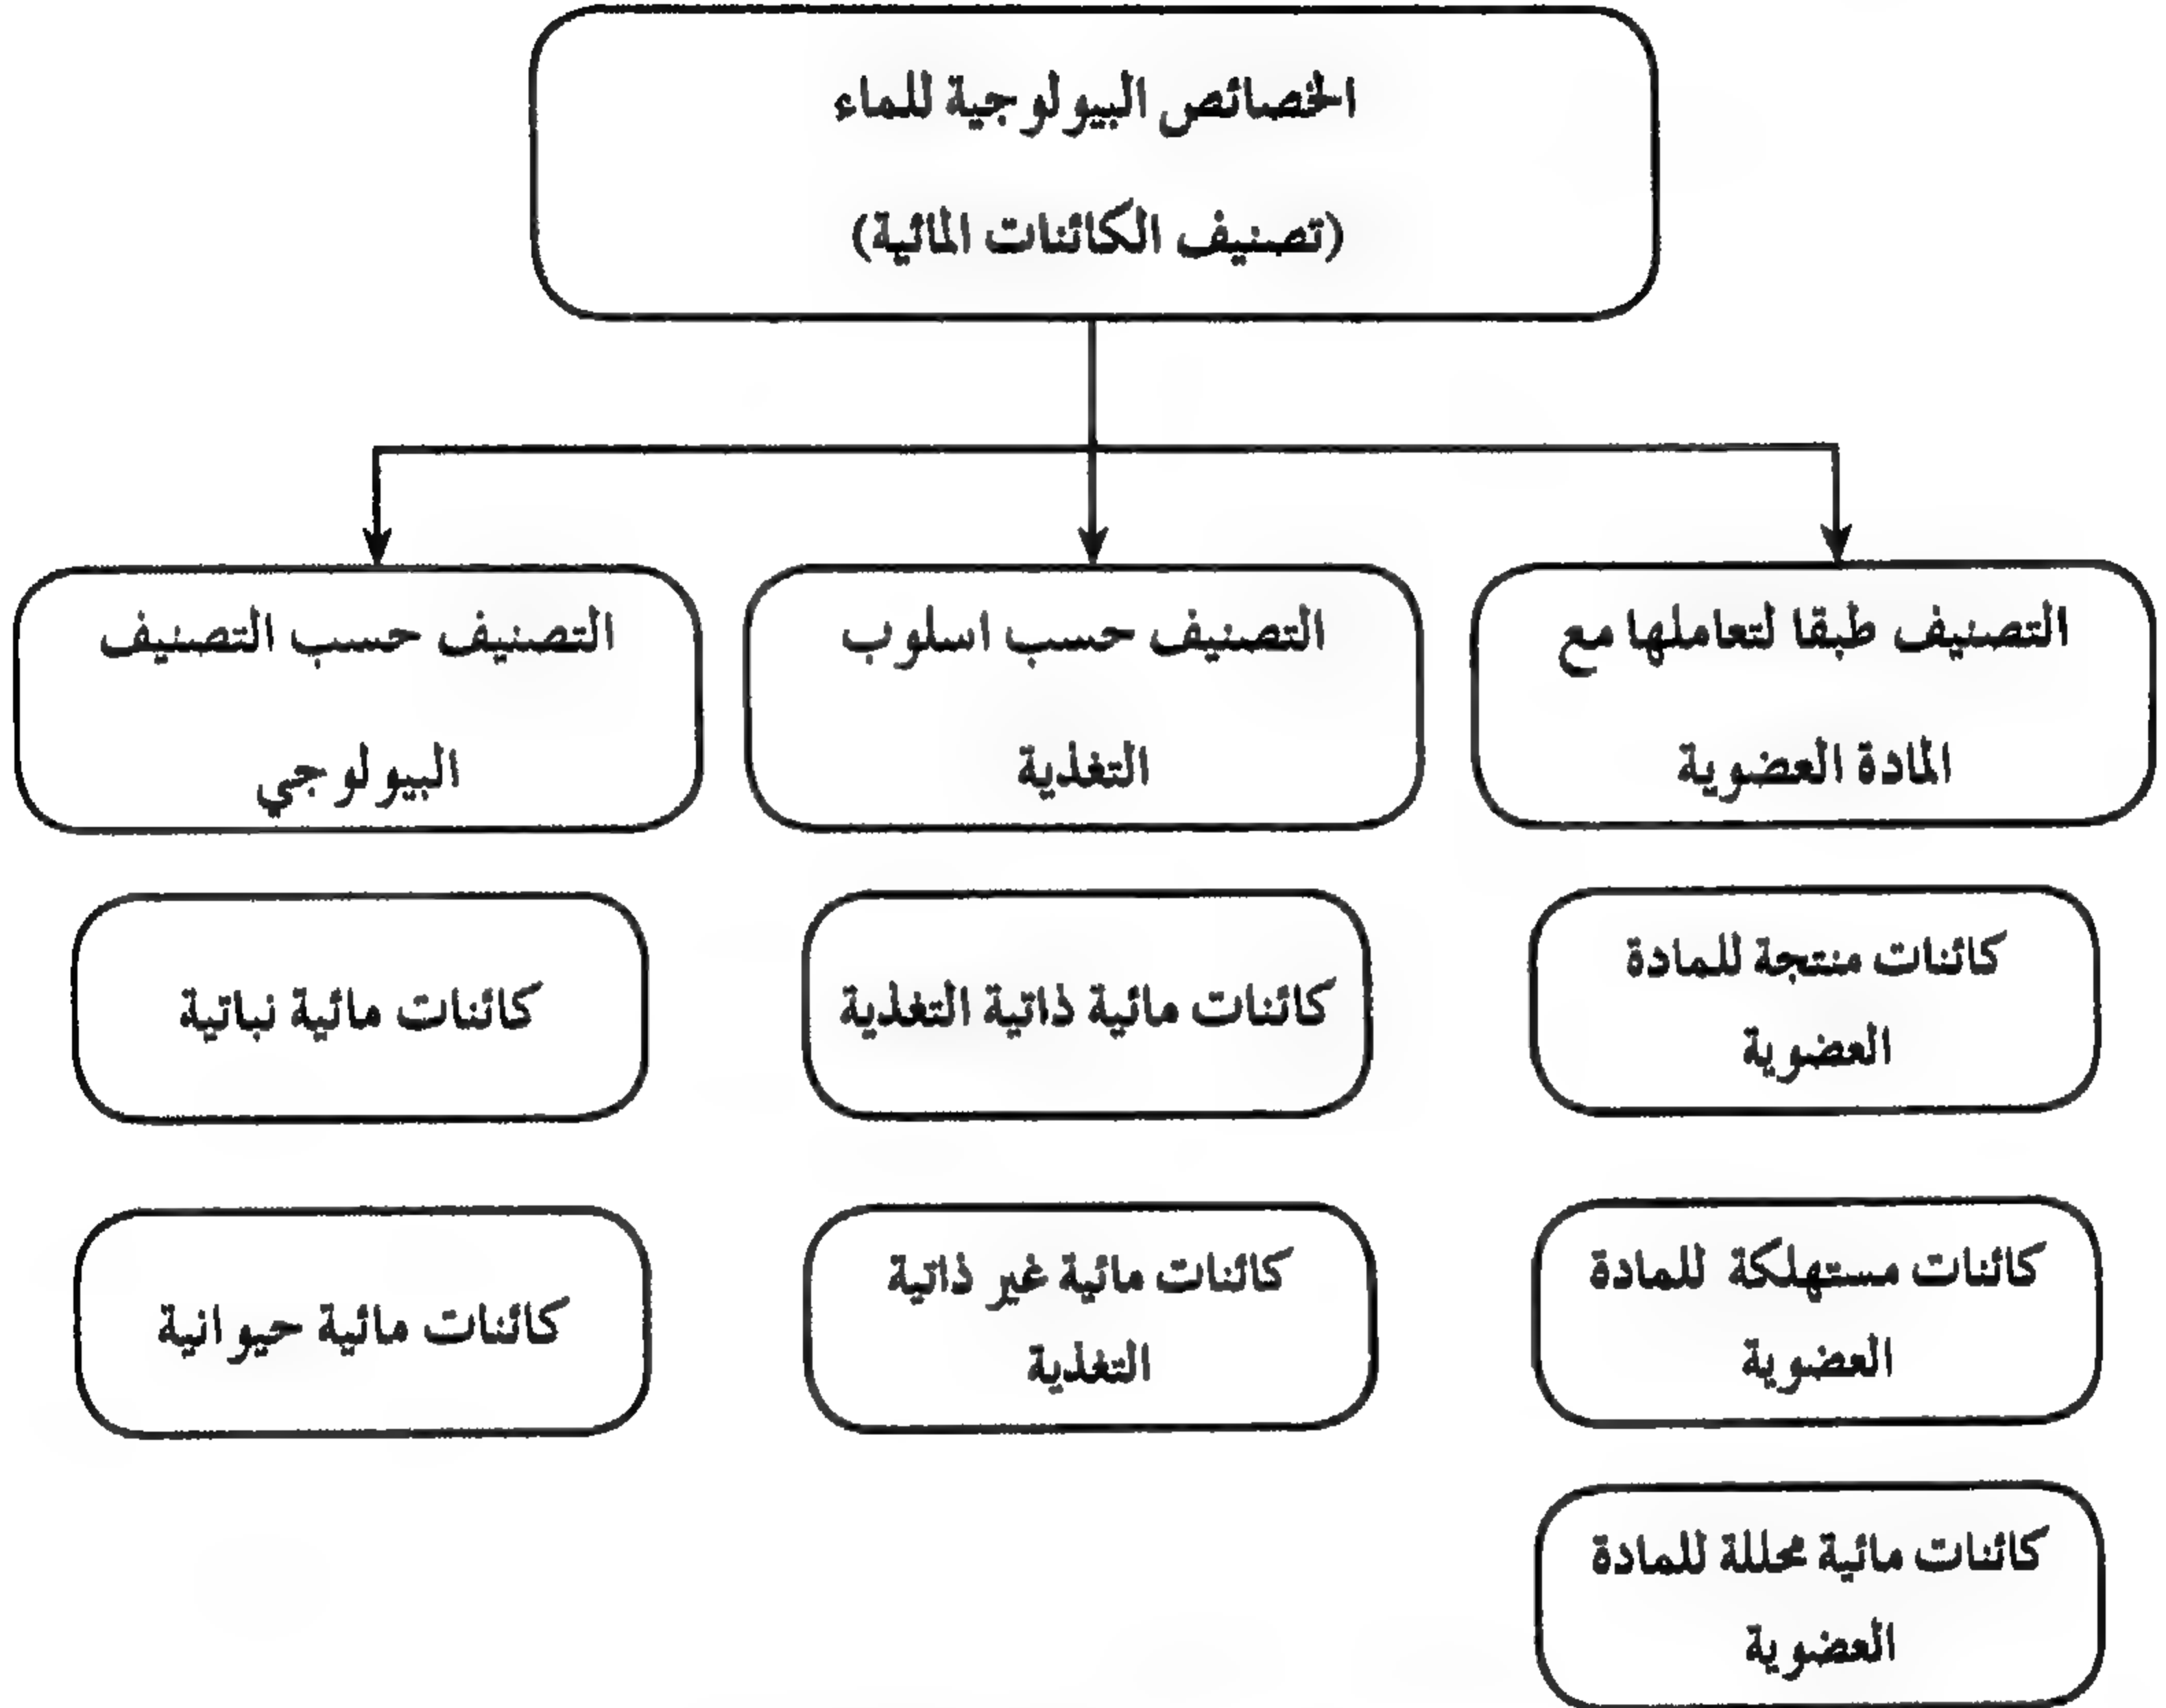 الخصائص البيولوجية للماء
(تصنيف الكائنات المائية)
التصنيف طبقا لتعاملها مع
المادة العضوية
التصنيف حسب اسلوب
التغذية
التصنيف حسب التصنيف
البيولوجي
كائنات منتجة للمادة
العضوية
كائنات مائية ذاتية التغذية
كائنات مائية نباتية
كائنات مستهلكة للمادة
العضوية
كائنات مائية غير ذاتية
التغذية
كائنات مائية حيوانية
كائنات مائية محللة للمادة
العضوية